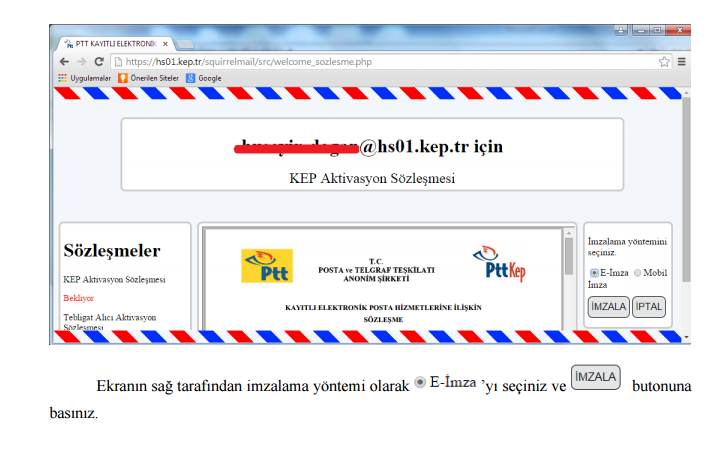 PTT KAYITLI ELEKTRONİK
https://hs01.kep.tr/squirrelmail/src/welcome_sozlesme.php
Uygulamalar Önerilen Siteler Google
@hs01.kep.tr için
KEP Aktivasyon Sözleşmesi
Sözleşmeler
KEP Aktivasyon Sözleşmesi
Bekliyor
Tebligat Alıcı Aktivasyon
Sözleşmesi
Ptt
T.C.
POSTA ve TELGRAF TEŞKİLATI
ANONİM ŞİRKETİ
PttKep
KAYITLI ELEKTRONİK POSTA HİZMETLERİNE İLİŞKİN
SÖZLEŞME
İmzalama yöntemini
seçiniz.
E-İmza Mobil
İmza
İMZALA İPTAL
Ekranın sağ tarafından imzalama yöntemi olarak E-İmza 'yı seçiniz ve İMZALA butonuna
basınız.